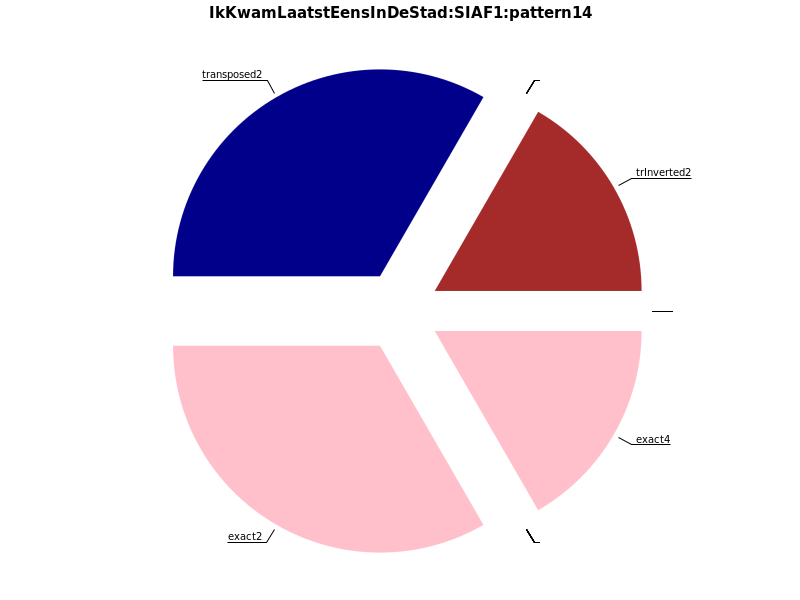 IkKwamLaatstEensInDeStad:SIAF1:pattern14
transposed2
trInverted2
exact4
exact2